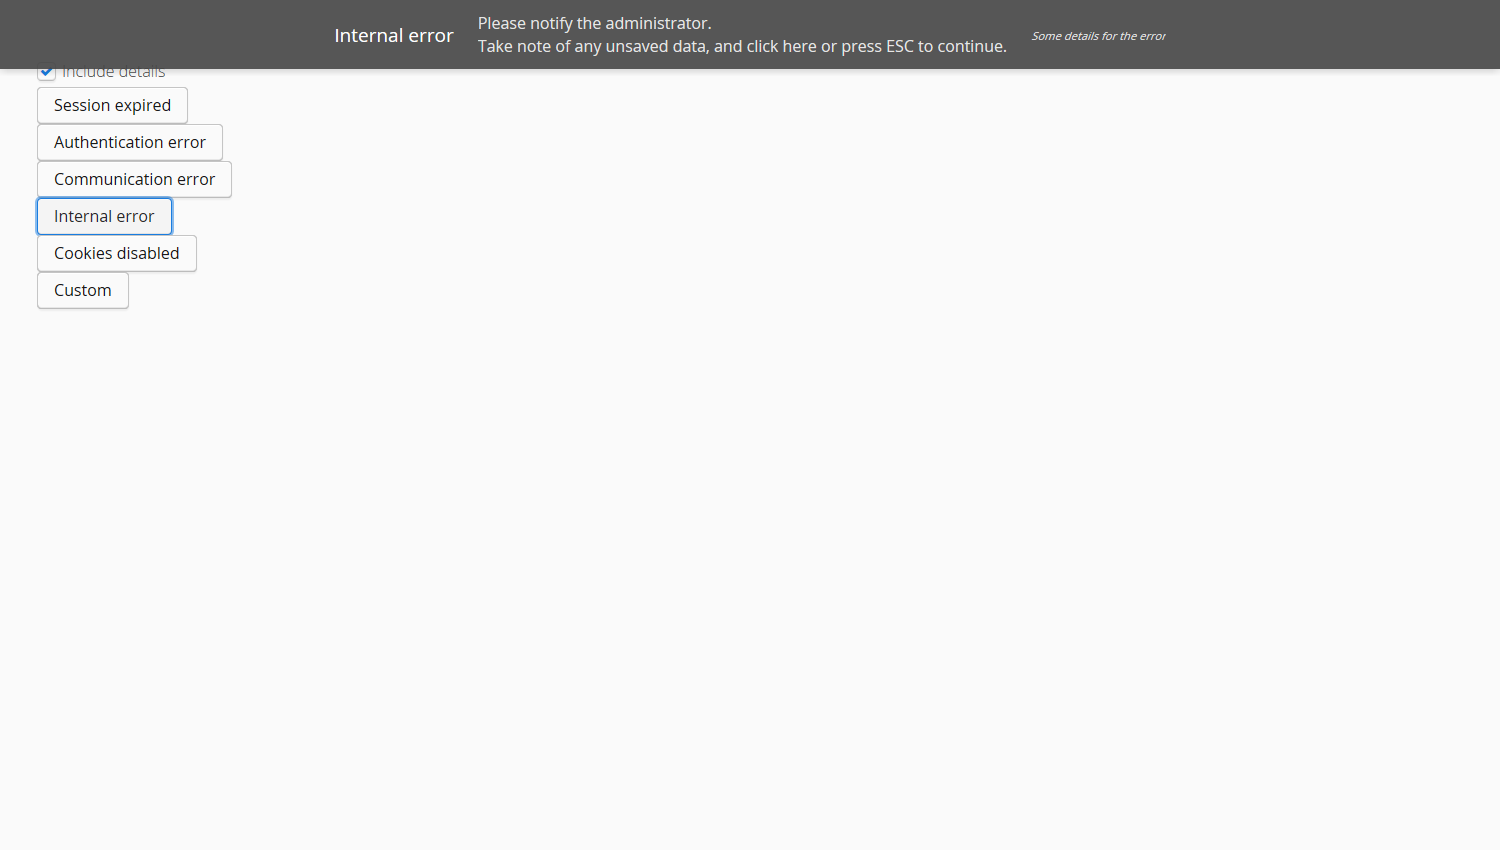 Internal error
Please notify the administrator.
Take note of any unsaved data, and click here or press ESC to continue.
Some details for the error
Include details
Session expired
Authentication error
Communication error
Internal error
Cookies disabled
Custom